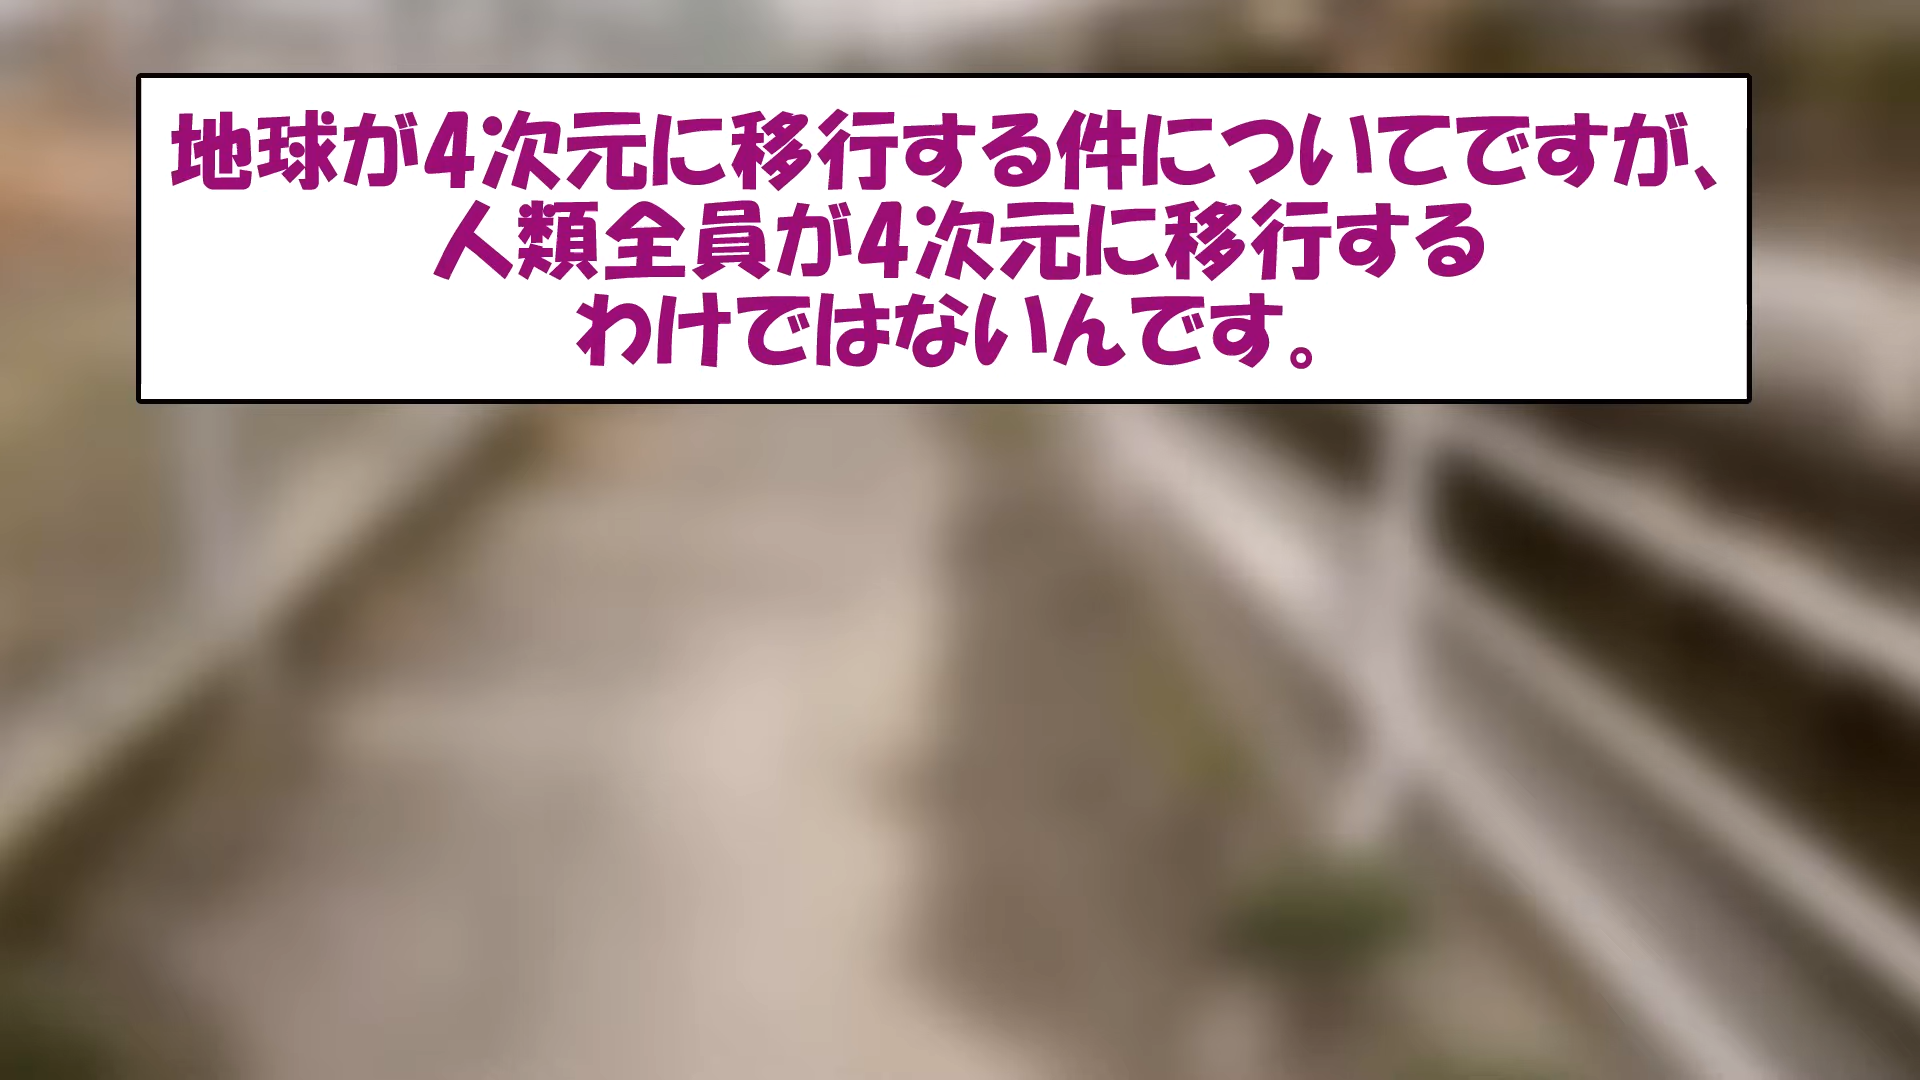 地球が4次元に移行する件についてですが、
人類全員が4次元に移行する
わけではないんです。